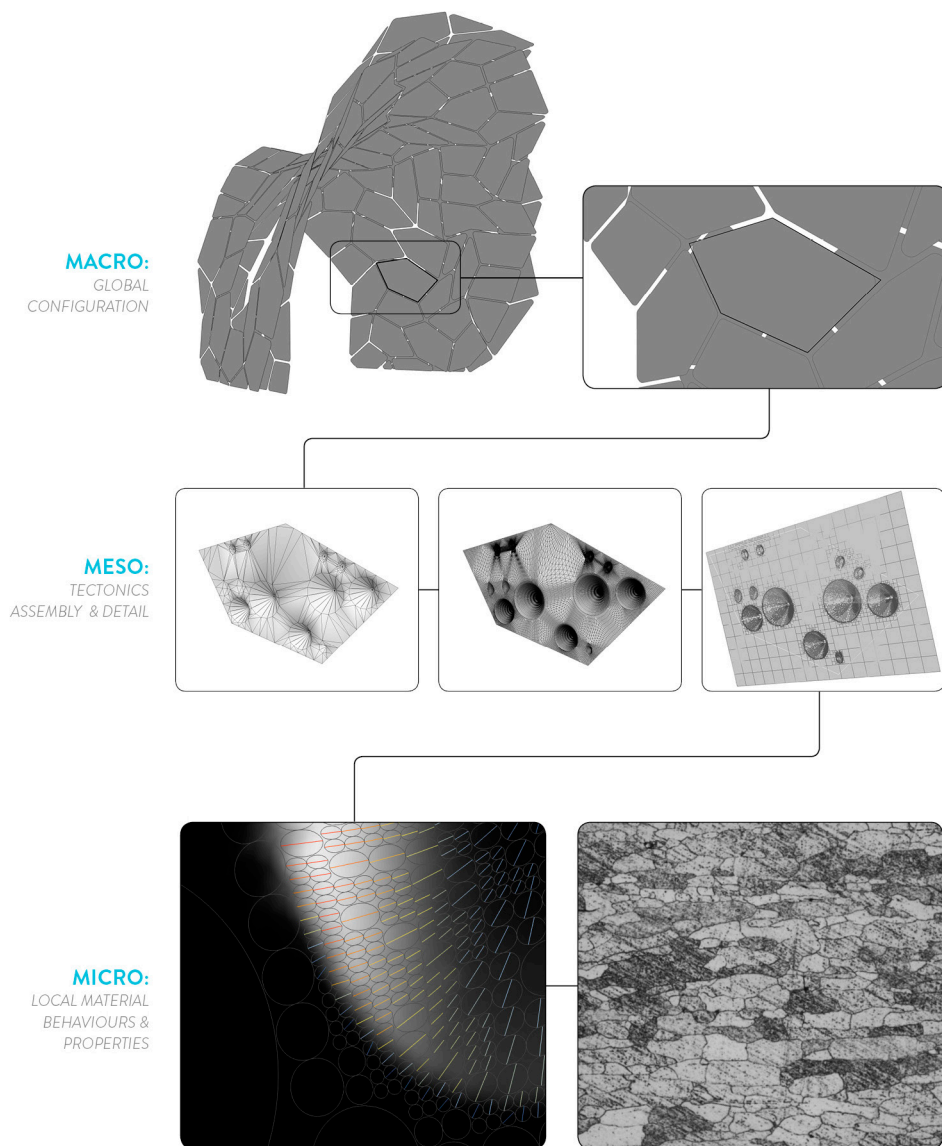 MACRO:
GLOBAL
CONFIGURATION
MESO:
TECTONICS
ASSEMBLY & DETAIL
MICRO:
LOCAL MATERIAL
BEHAVIOURS &
PROPERTIES